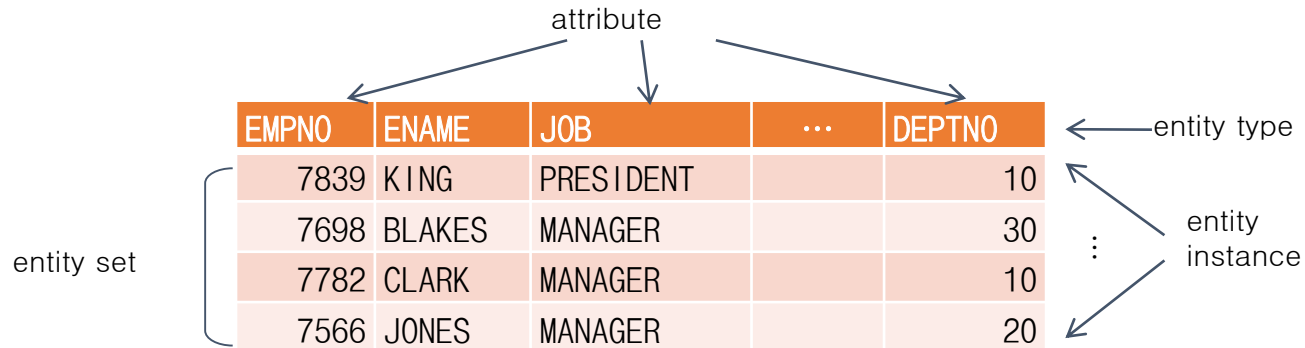 attribute
EMPNO ENAME JOB ... DEPTNO
entity type
7839 KING PRESIDENT 10
7698 BLAKES MANAGER 30
7782 CLARK MANAGER 10
7566 JONES MANAGER 20
entity set
...
entity
instance